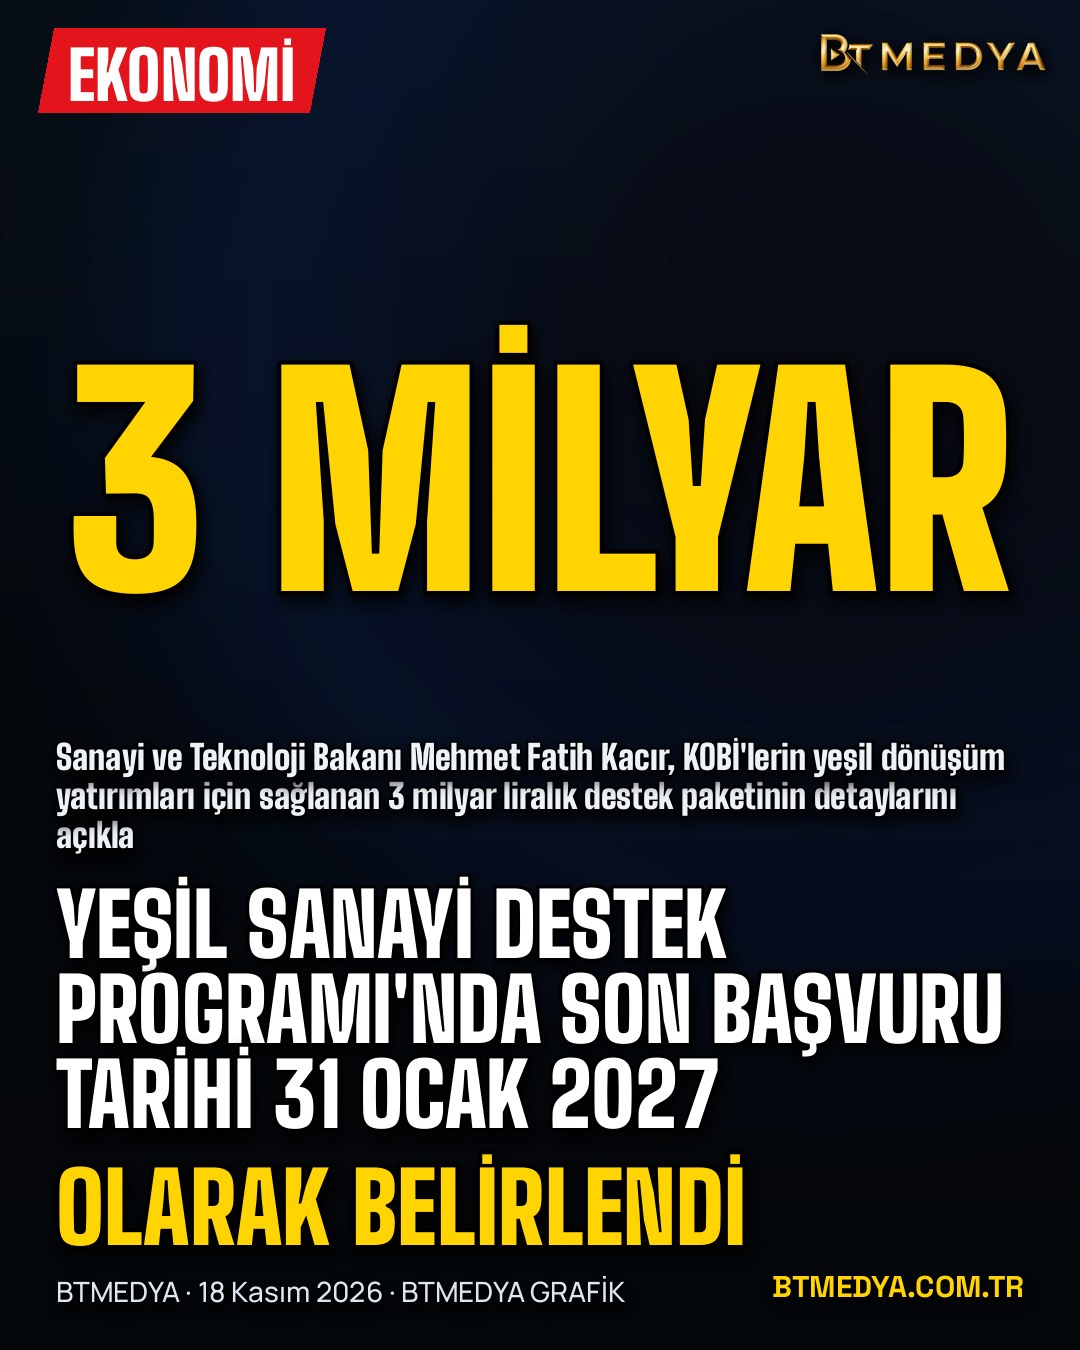 EKONOMİ
BTMEDYA
3 MİLYAR
Sanayi ve Teknoloji Bakanı Mehmet Fatih Kacır, KOBİ'lerin yeşil dönüşüm
yatırımları için sağlanan 3 milyar liralık destek paketinin detaylarını
açıkla
YEŞİL SANAYİ DESTEK
PROGRAMI'NDA SON BAŞVURU
TARİHİ 31 OCAK 2027
OLARAK BELİRLENDİ
BTMEDYA · 18 Kasım 2026 · BTMEDYA GRAFİK
BTMEDYA.COM.TR